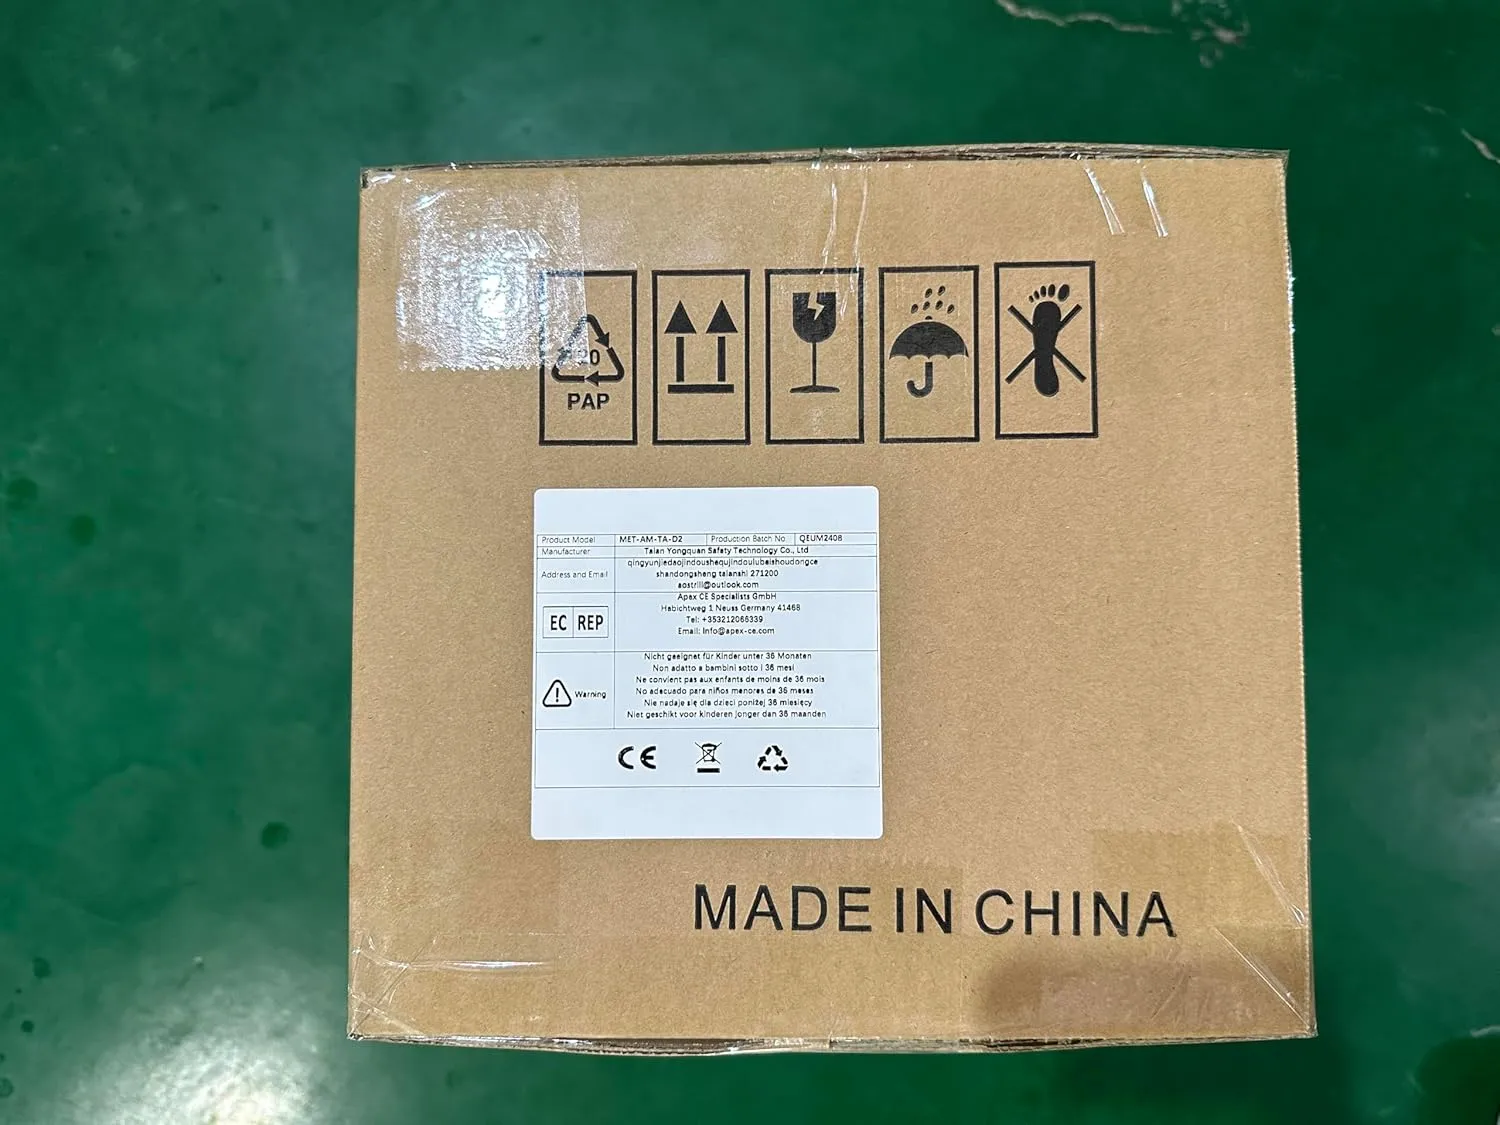 20
PAP
Product Model MET-AM-TA-D2 Production Batch No. QEUM2408
Manufacturer Taian Yongquan Safety Technology Co., Ltd
Address and Email qingyunjiedaojindoushequjindoulubeishoudongce
shandongsheng taianshi 271200
aostrill@outlook.com
EC REP Apex CE Specialists GmbH
Habichtweg 1 Neuss Germany 41468
Tel: +353212066339
Email: Info@apex-ce.com
Warning Nicht geeignet für Kinder unter 36 Monaten
Non adatto a bambini sotto i 36 mesi
Ne convient pas aux enfants de moins de 36 mois
No adecuado para niños menores de 36 meses
Nie nadaje się dla dzieci poniżej 36 miesięcy
Niet geschikt voor kinderen jonger dan 36 maanden
CE
MADE IN CHINA